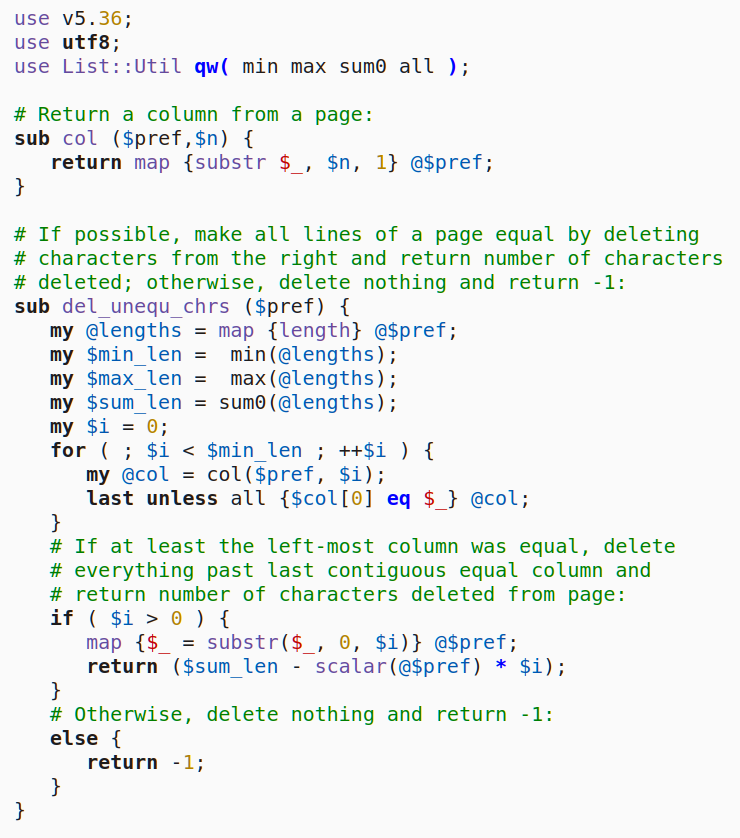 use v5.36;
use utf8;
use List::Util qw( min max sum0 all );

# Return a column from a page:
sub col ($pref,$n) {
   return map {substr $_, $n, 1} @$pref;
}

# If possible, make all lines of a page equal by deleting
# characters from the right and return number of characters
# deleted; otherwise, delete nothing and return -1:
sub del_unequ_chrs ($pref) {
   my @lengths = map {length} @$pref;
   my $min_len =  min(@lengths);
   my $max_len =  max(@lengths);
   my $sum_len = sum0(@lengths);
   my $i = 0;
   for ( ; $i < $min_len ; ++$i ) {
      my @col = col($pref, $i);
      last unless all {$col[0] eq $_} @col;
   }
   # If at least the left-most column was equal, delete
   # everything past last contiguous equal column and
   # return number of characters deleted from page:
   if ( $i > 0 ) {
      map {$_ = substr($_, 0, $i)} @$pref;
      return ($sum_len - scalar(@$pref) * $i);
   }
   # Otherwise, delete nothing and return -1:
   else {
      return -1;
   }
}